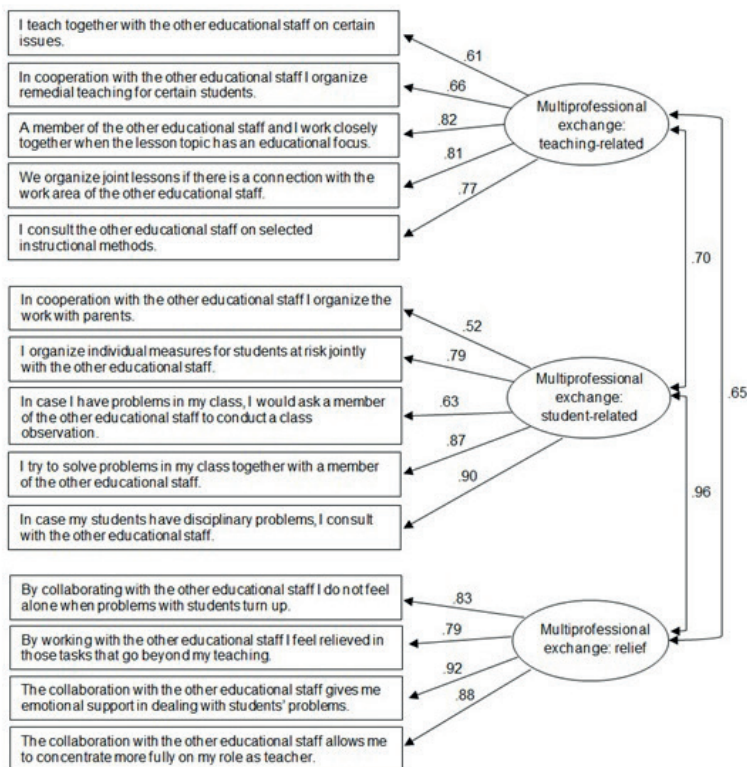 I teach together with the other educational staff on certain
issues.
In cooperation with the other educational staff I organize
remedial teaching for certain students.
A member of the other educational staff and I work closely
together when the lesson topic has an educational focus.
We organize joint lessons if there is a connection with the
work area of the other educational staff.
I consult the other educational staff on selected
instructional methods.
.61
.66
.82
.81
.77
Multiprofessional
exchange:
teaching-related
In cooperation with the other educational staff I organize the
work with parents.
I organize individual measures for students at risk jointly
with the other educational staff.
In case I have problems in my class, I would ask a
member of the other educational staff to conduct a class
observation.
I try to solve problems in my class together with a member
of the other educational staff.
In case my students have disciplinary problems, I consult
with the other educational staff.
.52
.79
.63
.87
.90
Multiprofessional
exchange:
student-related
.70
.65
.96
By collaborating with the other educational staff I do not feel
alone when problems with students turn up.
By working with the other educational staff I feel relieved in
those tasks that go beyond my teaching.
The collaboration with the other educational staff gives me
emotional support in dealing with students' problems.
The collaboration with the other educational staff allows me
to concentrate more fully on my role as teacher.
.83
.79
.92
.88
Multiprofessional
exchange: relief